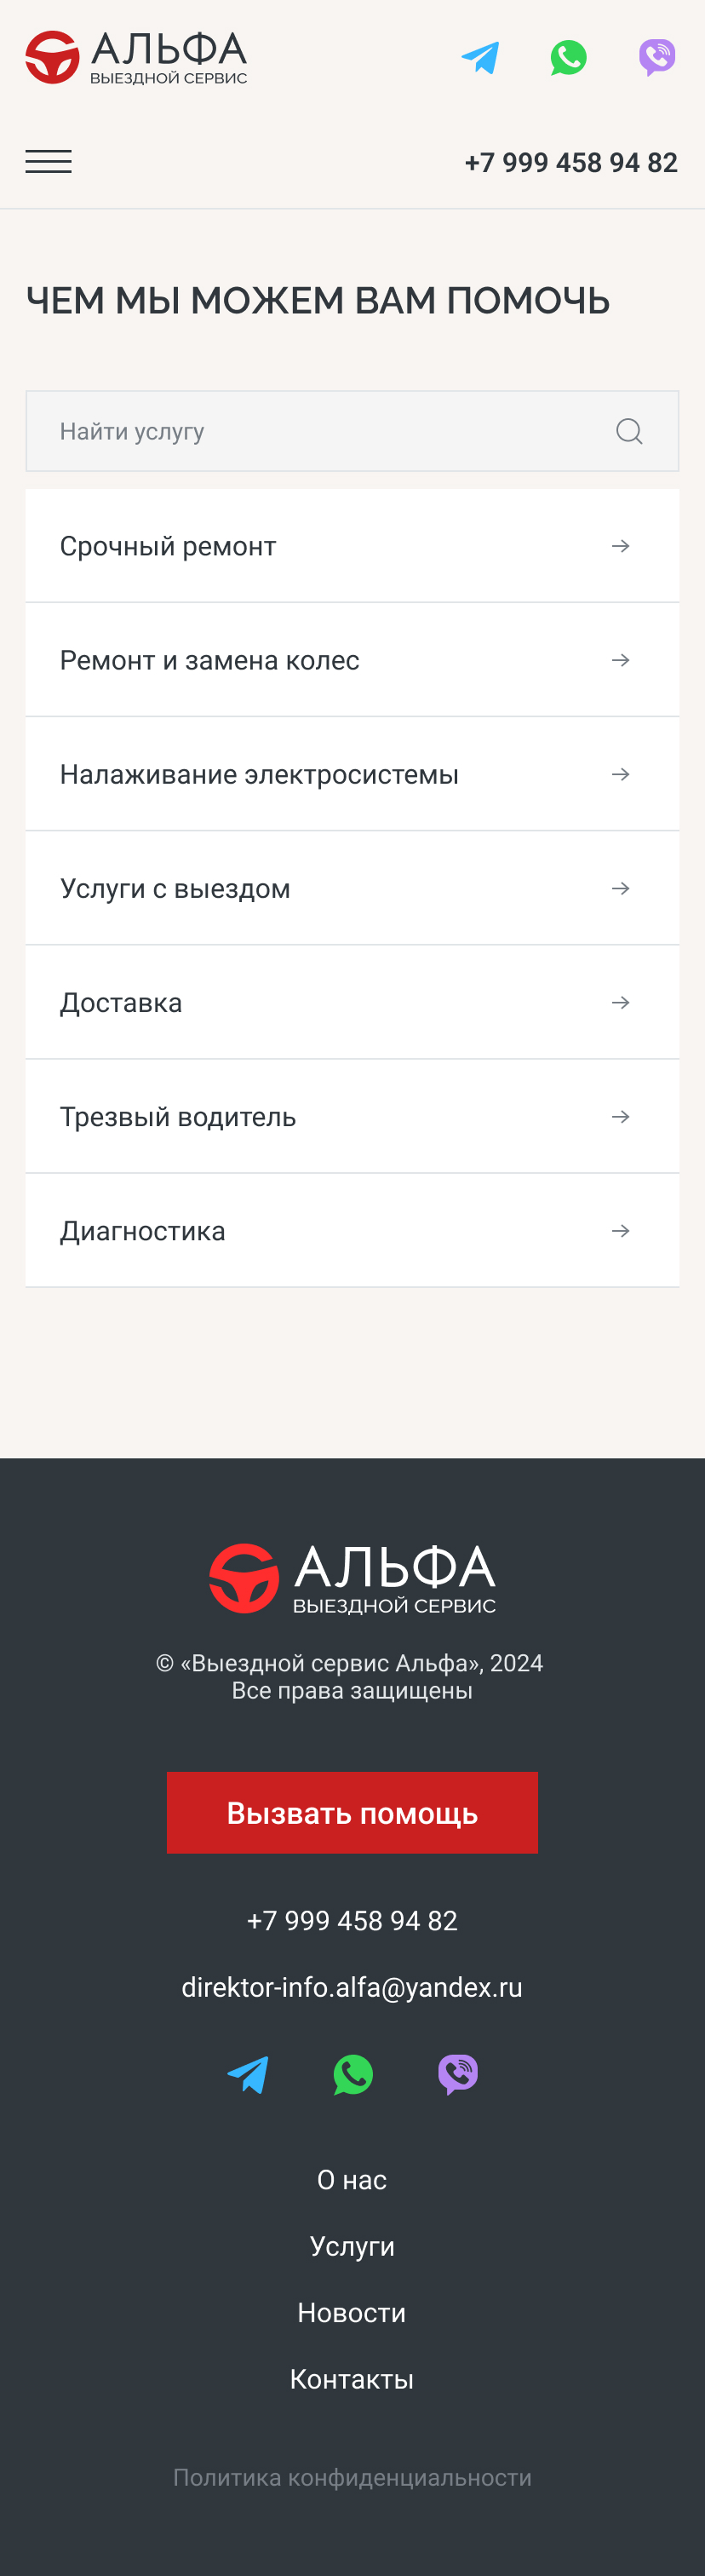 АЛЬФА
ВЫЕЗДНОЙ СЕРВИС
+7 999 458 94 82
ЧЕМ МЫ МОЖЕМ ВАМ ПОМОЧЬ
Найти услугу
Срочный ремонт
Ремонт и замена колес
Налаживание электросистемы
Услуги с выездом
Доставка
Трезвый водитель
Диагностика
АЛЬФА
ВЫЕЗДНОЙ СЕРВИС
© «Выездной сервис Альфа», 2024
Все права защищены
Вызвать помощь
+7 999 458 94 82
direktor-info.alfa@yandex.ru
О нас
Услуги
Новости
Контакты
Политика конфиденциальности